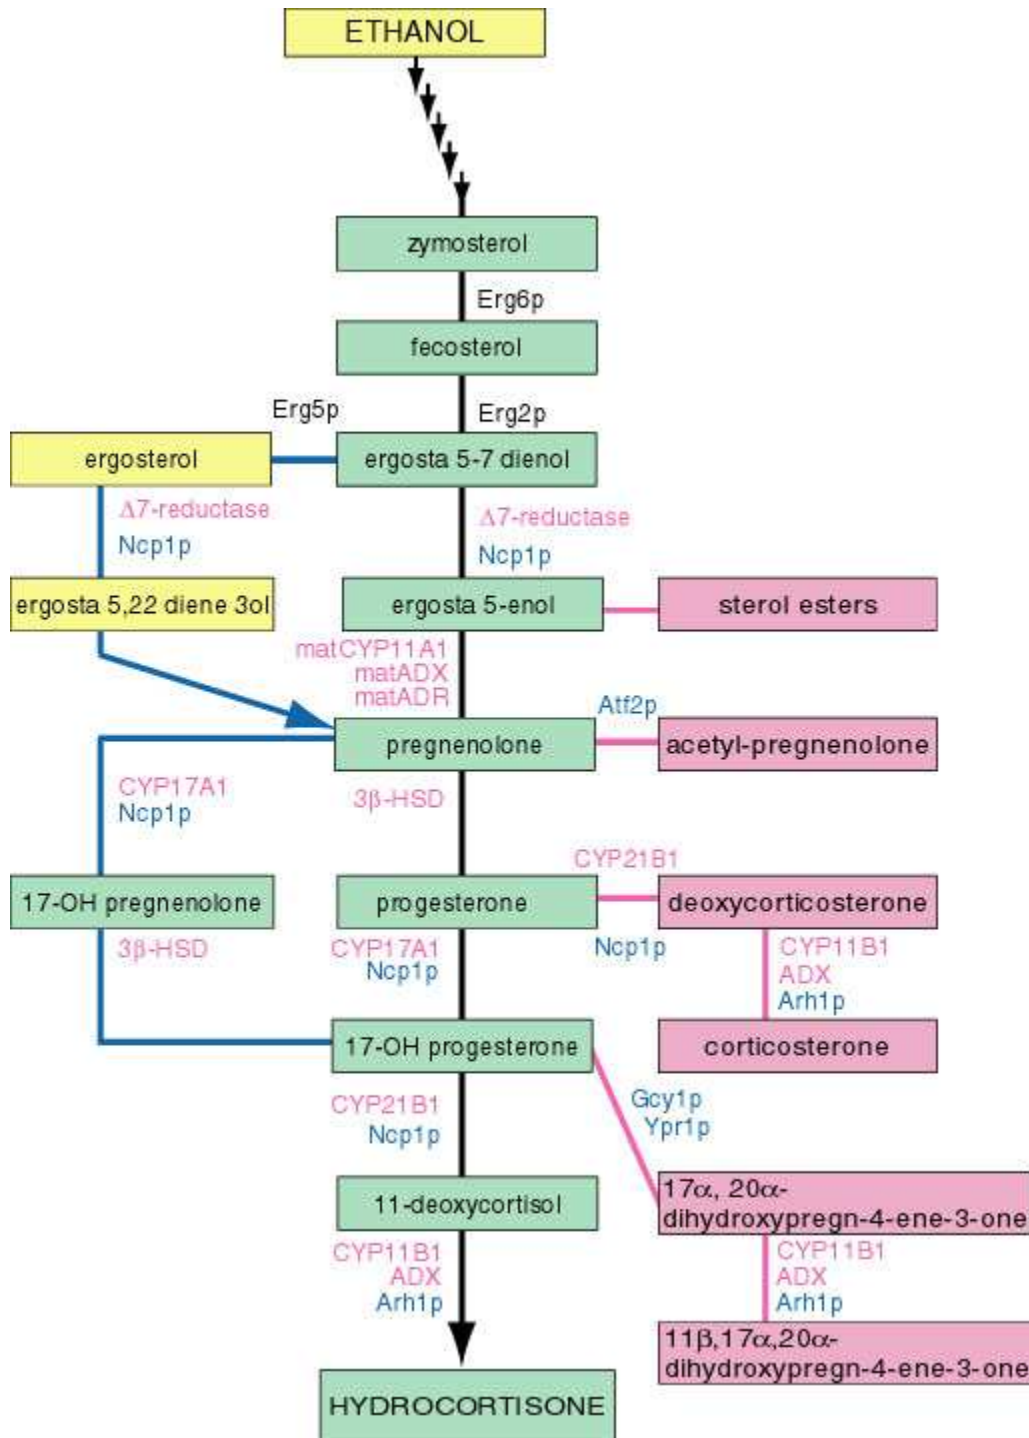 ETHANOL
zymosterol
Erg6p
fecosterol
Erg5p
Erg2p
ergosterol
ergosta 5-7 dienol
Δ7-reductase
Ncp1p
Δ7-reductase
Ncp1p
ergosta 5,22 diene 3ol
ergosta 5-enol
sterol esters
matCYP11A1
matADX
matADR
Atf2p
pregnenolone
acetyl-pregnenolone
CYP17A1
Ncp1p
3β-HSD
CYP21B1
17-OH pregnenolone
progesterone
deoxycorticosterone
3β-HSD
CYP17A1
Ncp1p
Ncp1p
CYP11B1
ADX
Arh1p
17-OH progesterone
corticosterone
CYP21B1
Ncp1p
Gcy1p
Ypr1p
11-deoxycortisol
17α, 20α-
dihydroxypregn-4-ene-3-one
CYP11B1
ADX
Arh1p
CYP11B1
ADX
Arh1p
11β,17α,20α-
dihydroxypregn-4-ene-3-one
HYDROCORTISONE